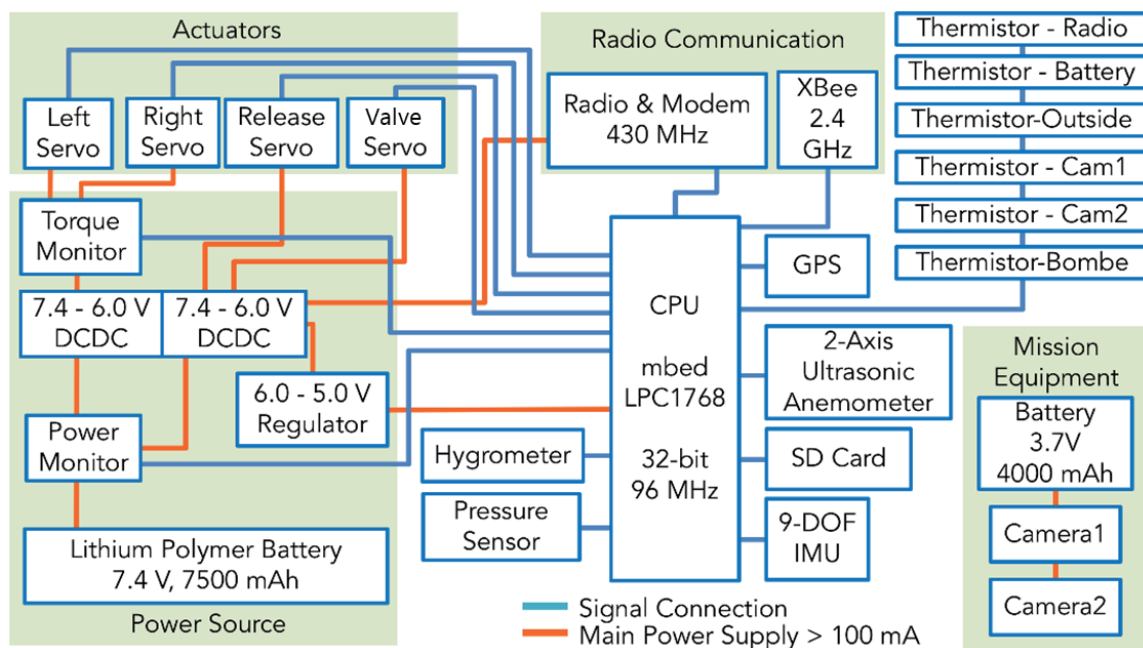 Actuators
Left
Servo
Right
Servo
Release
Servo
Valve
Servo
Radio Communication
Radio & Modem
430 MHz
XBee
2.4
GHz
Thermistor - Radio
Thermistor - Battery
Thermistor-Outside
Thermistor - Cam1
Thermistor - Cam2
Thermistor-Bombe
Torque
Monitor
7.4 - 6.0 V
DCDC
7.4 - 6.0 V
DCDC
6.0 - 5.0 V
Regulator
Power
Monitor
Lithium Polymer Battery
7.4 V, 7500 mAh
Power Source
CPU
mbed
LPC1768
32-bit
96 MHz
Hygrometer
Pressure
Sensor
GPS
2-Axis
Ultrasonic
Anemometer
SD Card
9-DOF
IMU
Mission
Equipment
Battery
3.7V
4000 mAh
Camera1
Camera2
Signal Connection
Main Power Supply > 100 mA